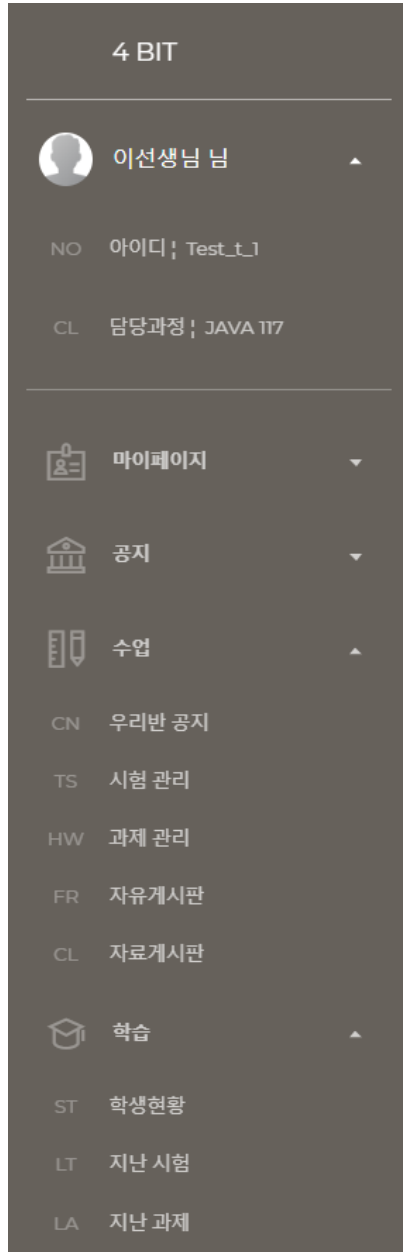 4 BIT
이선생님 님
NO 아이디 ¦ Test_t_1
CL 담당과정 ¦ JAVA 117
마이페이지
공지
수업
CN 우리반 공지
TS 시험 관리
HW 과제 관리
FR 자유게시판
CL 자료게시판
학습
ST 학생현황
LT 지난 시험
LA 지난 과제